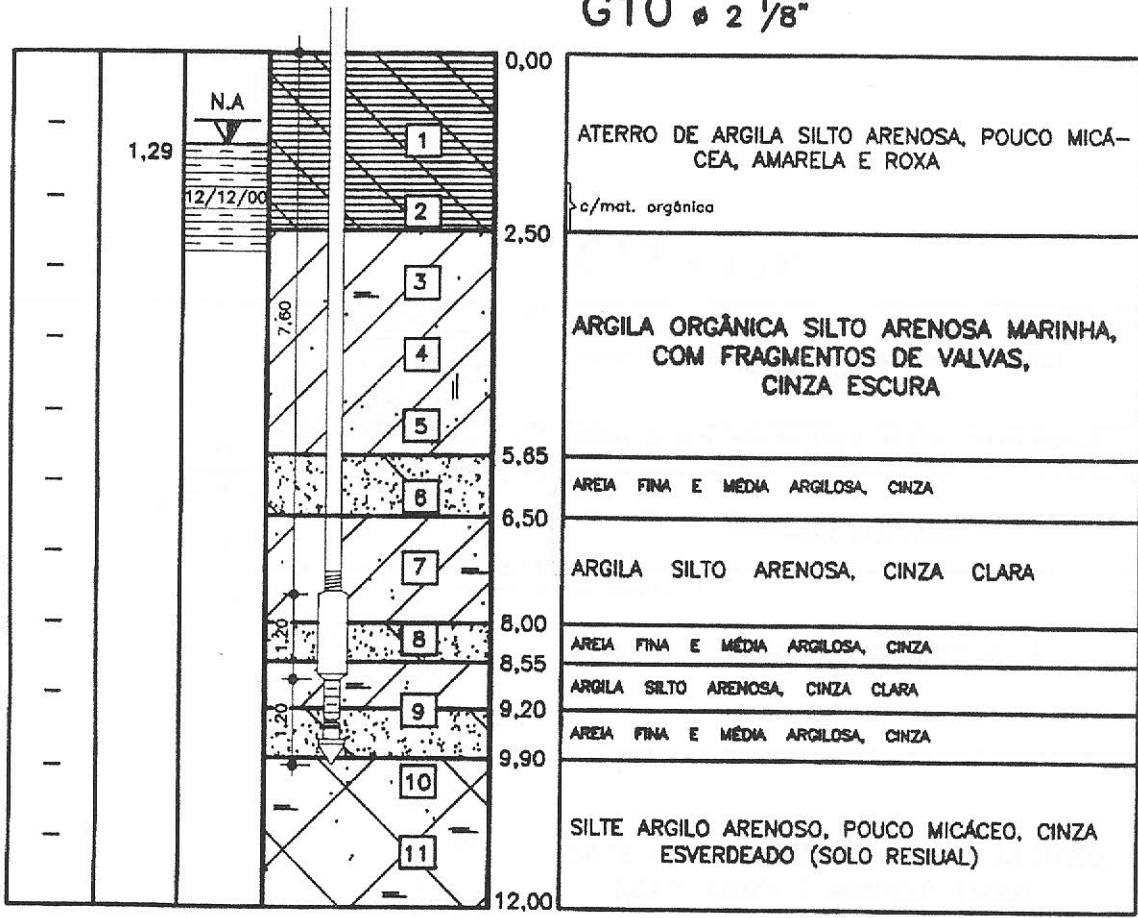 G10 ø 2 1/8"
0,00
N.A
1,29
12/12/00
1
2
ATERRO DE ARGILA SILTO ARENOSA, POUCO MICÁ-
CEA, AMARELA E ROXA
c/mat. orgânica
2,50
3
7,60
4
5
ARGILA ORGÂNICA SILTO ARENOSA MARINHA,
COM FRAGMENTOS DE VALVAS,
CINZA ESCURA
5,65
6
AREIA FINA E MÉDIA ARGILOSA, CINZA
6,50
7
ARGILA SILTO ARENOSA, CINZA CLARA
8,00
1,20
8
AREIA FINA E MÉDIA ARGILOSA, CINZA
8,55
ARGILA SILTO ARENOSA, CINZA CLARA
9
9,20
1,20
AREIA FINA E MÉDIA ARGILOSA, CINZA
9,90
10
11
SILTE ARGILO ARENOSO, POUCO MICÁCEO, CINZA
ESVERDEADO (SOLO RESIUAL)
12,00